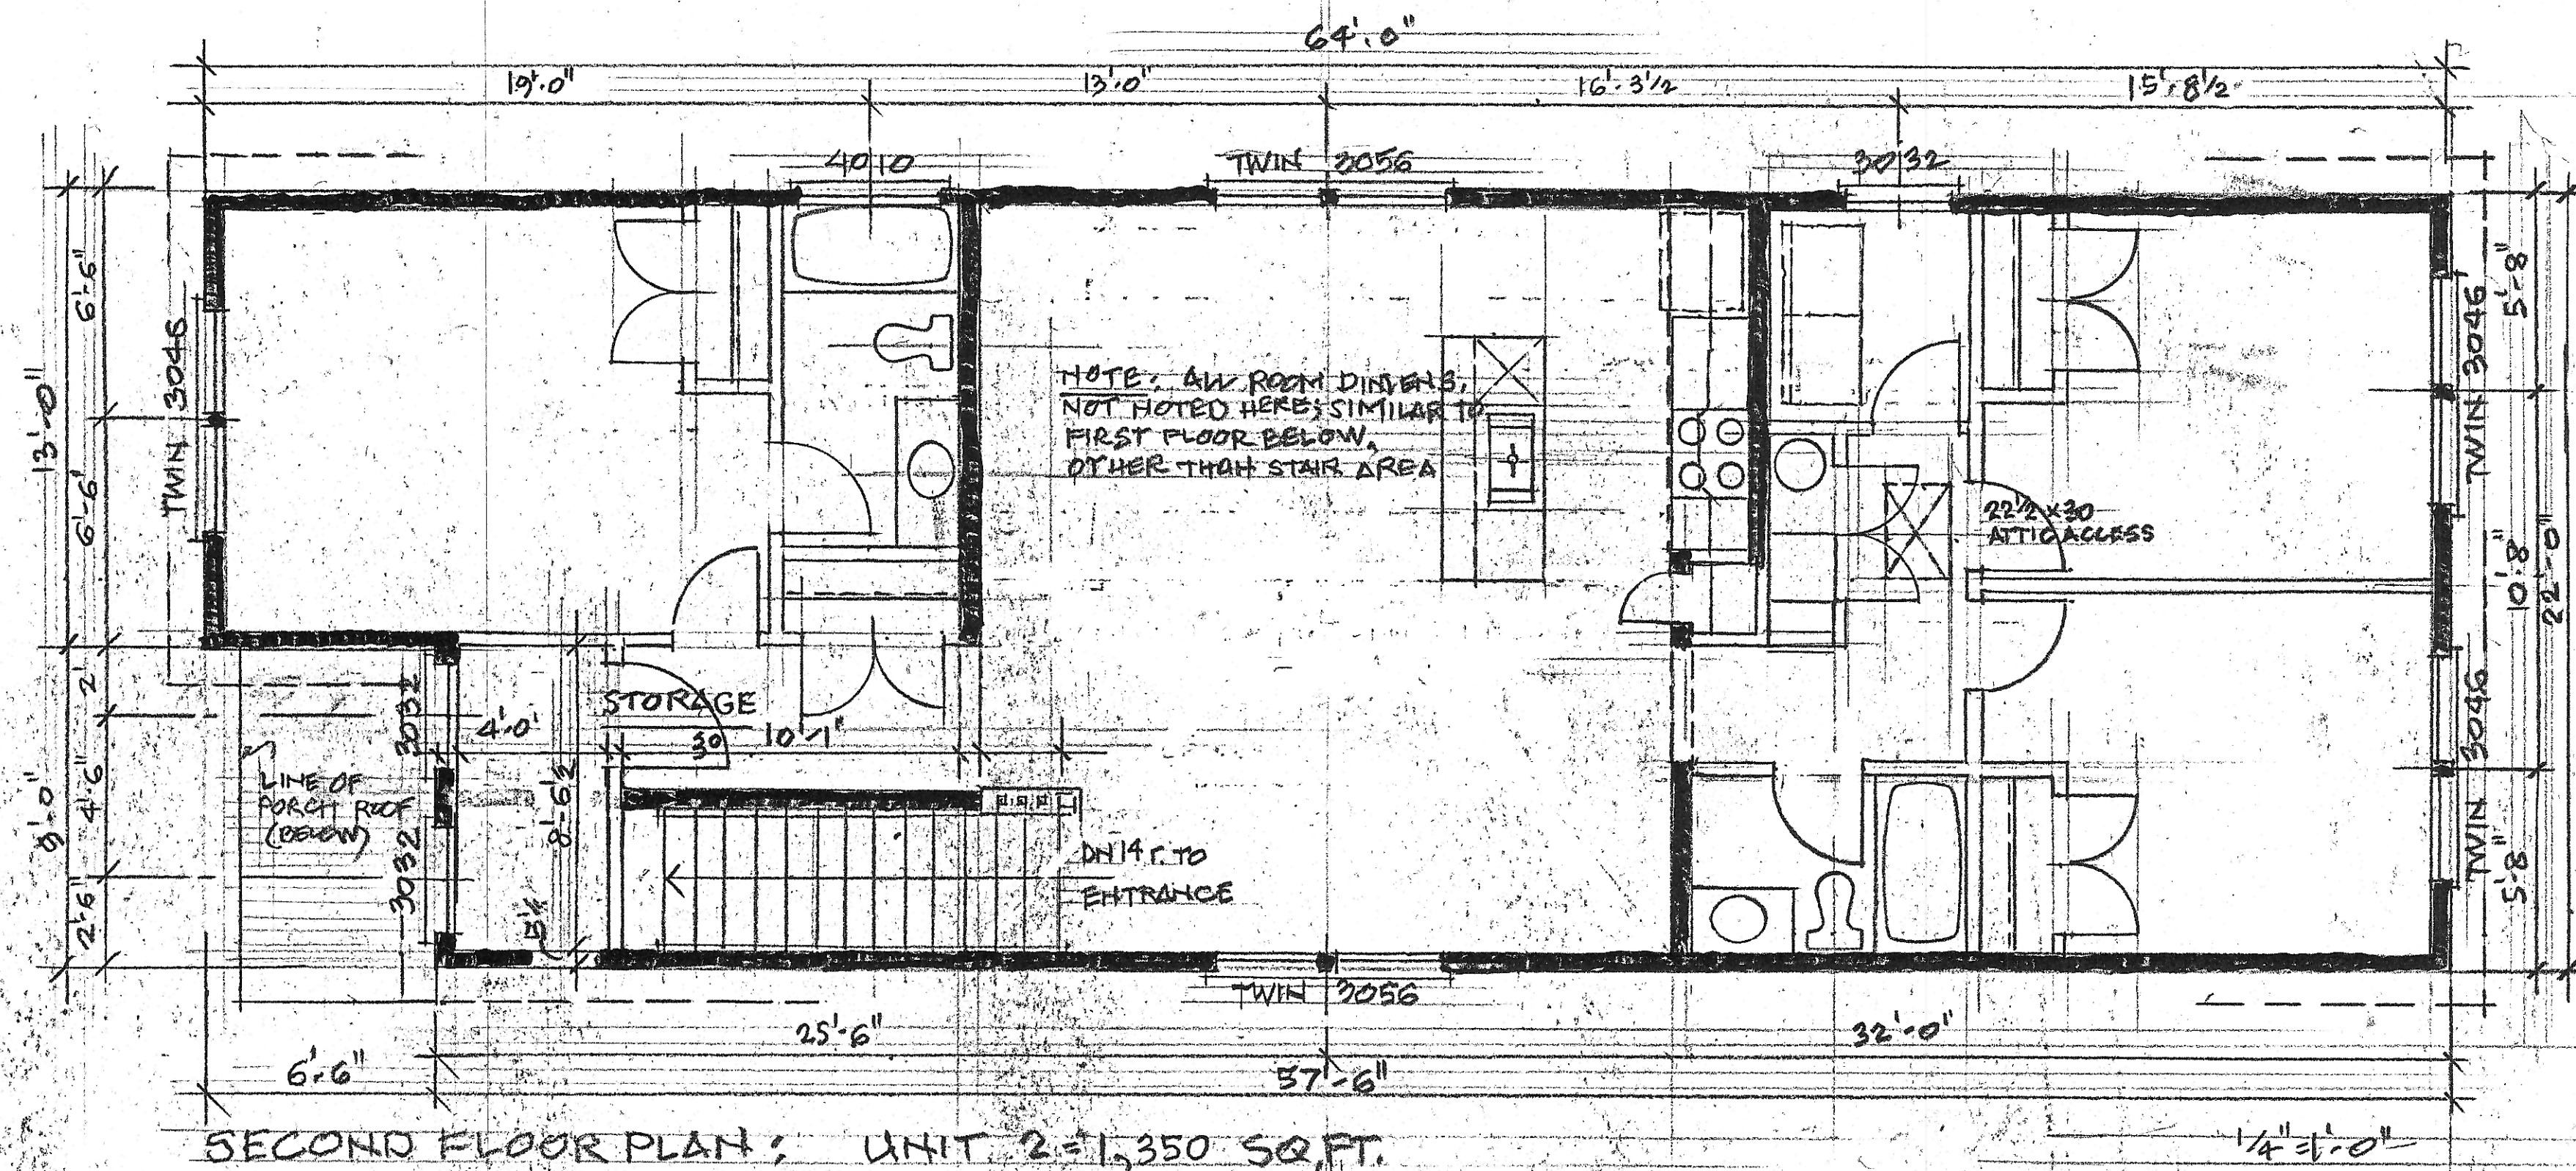 64'-0"
19'-0"
13'-0"
16'-3 1/2
15'-8 1/2
4010
TWIN 3056
3032
6'-6"
13'-0"
TWIN 3046
6'-6"
NOTE: ALL ROOM DIMENS,
NOT NOTED HERE; SIMILAR TO
FIRST FLOOR BELOW,
OTHER THAN STAIR AREA
22 1/2 x 30
ATTIC ACCESS
5'-8"
TWIN 3046
10'-8"
22'-0"
2'
3032
4'-0"
STORAGE
30
10'-1"
LINE OF
PORCH ROOF
(BELOW)
9'-0"
4'-6"
8'-6 1/2
3032
2'-6"
DN 14 r. TO
ENTRANCE
TWIN 3046
5'-8"
TWIN 3056
25'-6"
32'-0"
6'-6"
57'-6"
SECOND FLOOR PLAN: UNIT 2 = 1,350 SQ.FT.
1/4"=1'-0"